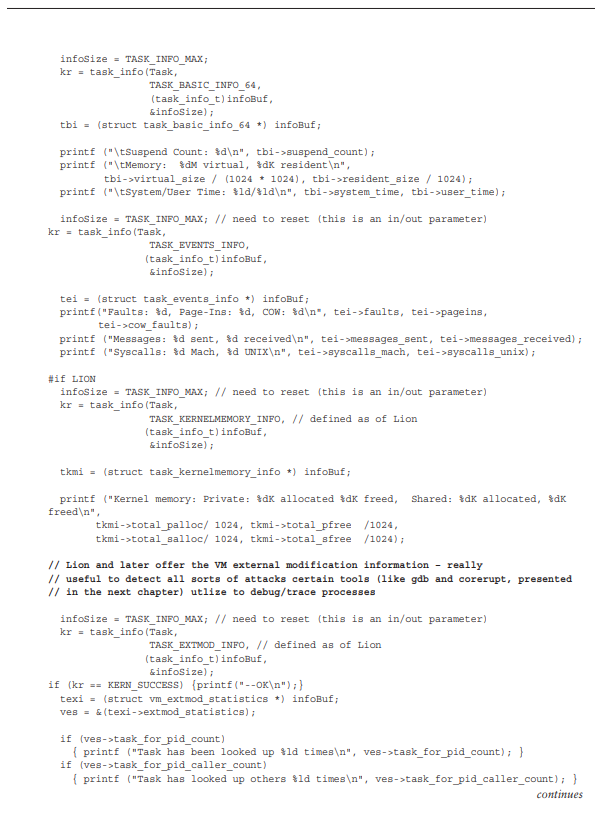 infoSize = TASK_INFO_MAX;
kr = task_info(Task,
TASK_BASIC_INFO_64,
(task_info_t)infoBuf,
&infoSize);
tbi = (struct task_basic_info_64 *) infoBuf;
printf ("\tSuspend Count: %d\n", tbi->suspend_count);
printf ("\tMemory:  %dM virtual, %dK resident\n",
tbi->virtual_size / (1024 * 1024), tbi->resident_size / 1024);
printf ("\tSystem/User Time: %ld/%ld\n", tbi->system_time, tbi->user_time);
infoSize = TASK_INFO_MAX; // need to reset (this is an in/out parameter)
kr = task_info(Task,
TASK_EVENTS_INFO,
(task_info_t)infoBuf,
&infoSize);
tei = (struct task_events_info *) infoBuf;
printf("Faults: %d, Page-Ins: %d, COW: %d\n", tei->faults, tei->pageins,
tei->cow_faults);
printf ("Messages: %d sent, %d received\n", tei->messages_sent, tei->messages_received);
printf ("Syscalls: %d Mach, %d UNIX\n", tei->syscalls_mach, tei->syscalls_unix);
#if LION
infoSize = TASK_INFO_MAX; // need to reset (this is an in/out parameter)
kr = task_info(Task,
TASK_KERNELMEMORY_INFO, // defined as of Lion
(task_info_t)infoBuf,
&infoSize);
tkmi = (struct task_kernelmemory_info *) infoBuf;
printf ("Kernel memory: Private: %dK allocated %dK freed,  Shared: %dK allocated, %dK
freed\n",
tkmi->total_palloc/ 1024, tkmi->total_pfree  /1024,
tkmi->total_salloc/ 1024, tkmi->total_sfree  /1024);
// Lion and later offer the VM external modification information – really
// useful to detect all sorts of attacks certain tools (like gdb and corerupt, presented
// in the next chapter) utlize to debug/trace processes
infoSize = TASK_INFO_MAX; // need to reset (this is an in/out parameter)
kr = task_info(Task,
TASK_EXTMOD_INFO, // defined as of Lion
(task_info_t)infoBuf,
&infoSize);
if (kr == KERN_SUCCESS) {printf("--OK\n");}
texi = (struct vm_extmod_statistics *) infoBuf;
ves = &(texi->extmod_statistics);
if (ves->task_for_pid_count)
{ printf ("Task has been looked up %ld times\n", ves->task_for_pid_count); }
if (ves->task_for_pid_caller_count)
{ printf ("Task has looked up others %ld times\n", ves->task_for_pid_caller_count); }
continues